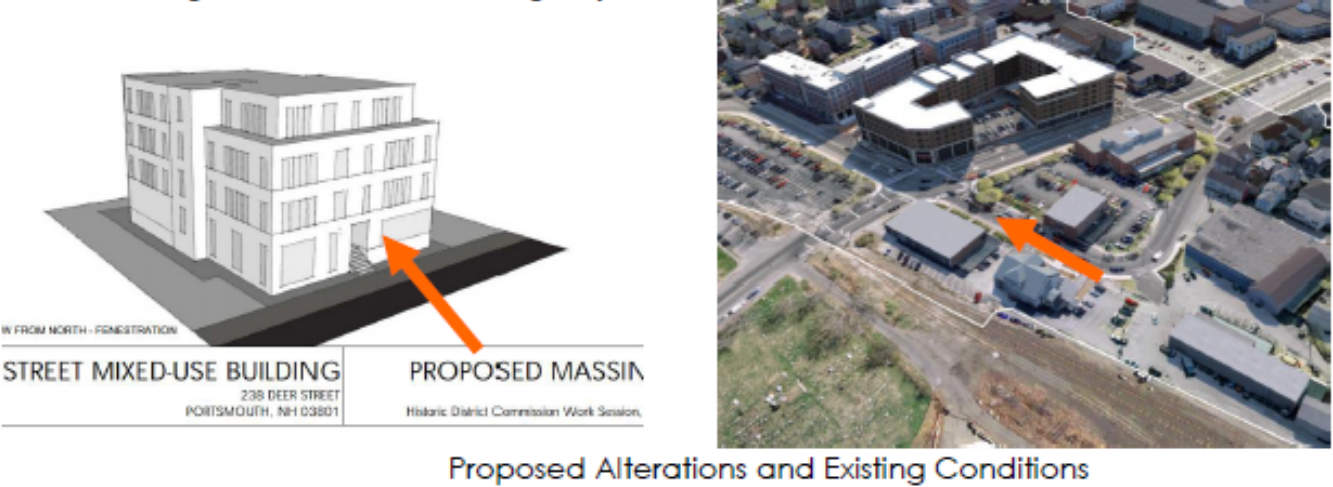 W FROM NORTH - FENESTRATION
STREET MIXED-USE BUILDING
238 DEER STREET
PORTSMOUTH, NH 03801
PROPOSED MASSIN
Historic District Commission Work Session,
Proposed Alterations and Existing Conditions